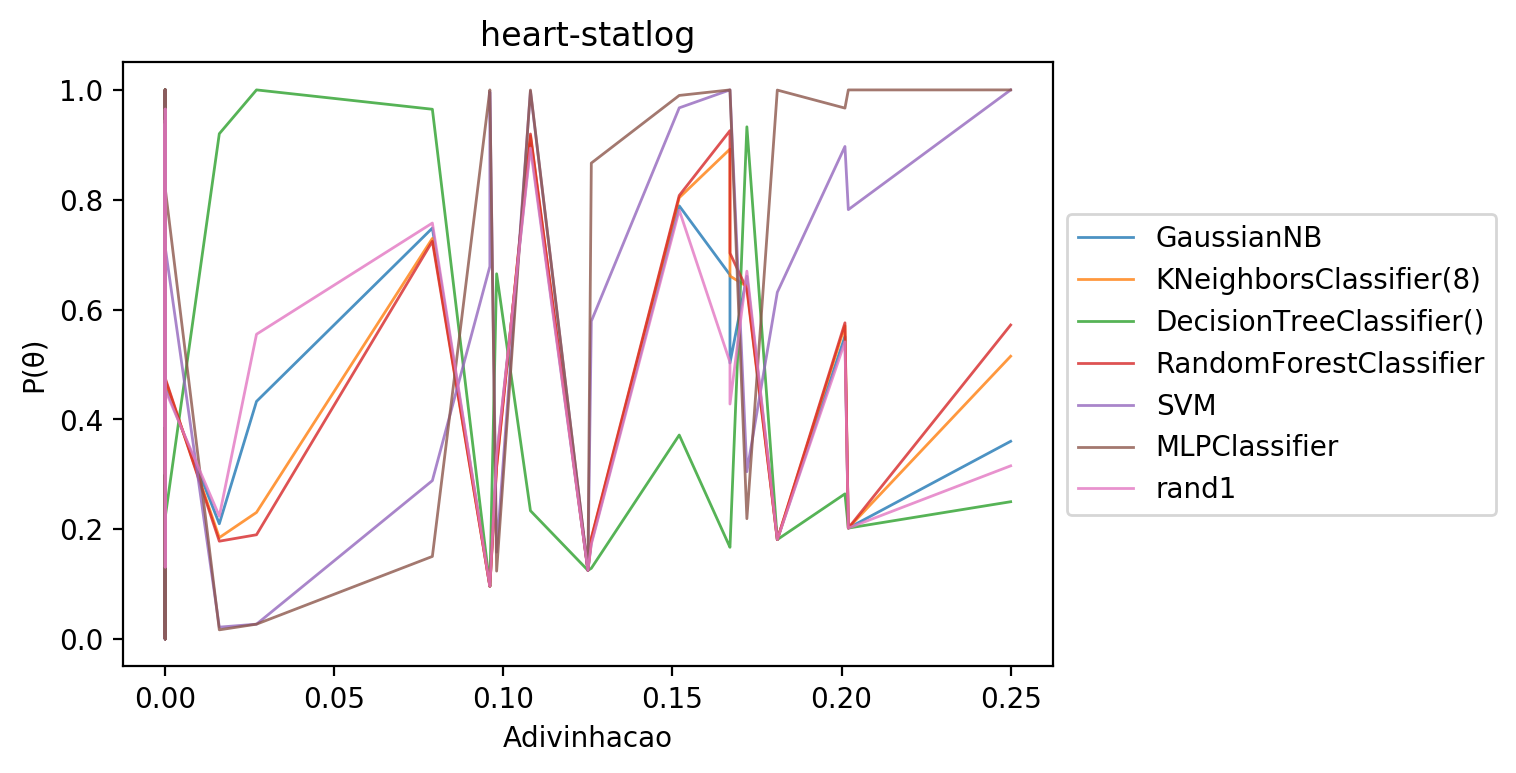 heart-statlog
P(θ)
1.0
0.8
0.6
0.4
0.2
0.0
0.00 0.05 0.10 0.15 0.20 0.25
Adivinhacao
GaussianNB
KNeighborsClassifier(8)
DecisionTreeClassifier()
RandomForestClassifier
SVM
MLPClassifier
rand1